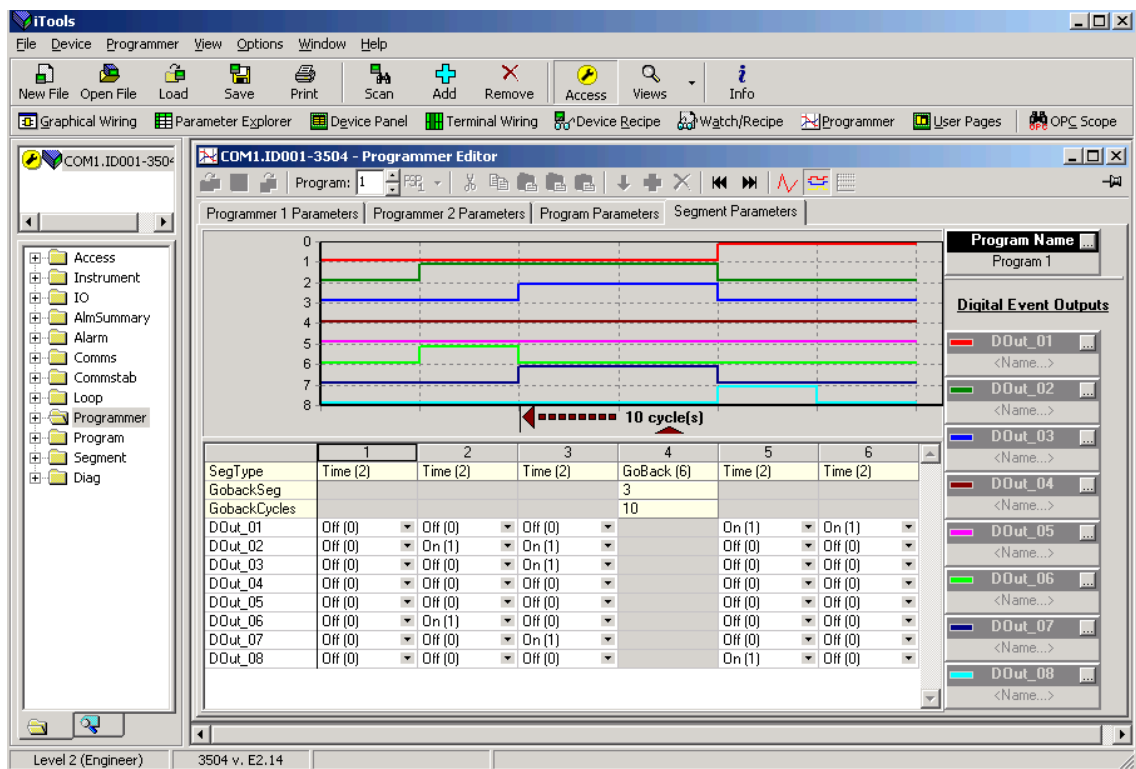 iTools
File Device Programmer View Options Window Help
New File Open File Load Save Print Scan Add Remove Access Views Info
Graphical Wiring Parameter Explorer Device Panel Terminal Wiring Device Recipe Watch/Recipe Programmer User Pages OPC OPC Scope
COM1.ID001-3504
COM1.ID001-3504 - Programmer Editor
Program: 1
Programmer 1 Parameters Programmer 2 Parameters Program Parameters Segment Parameters
Access
Instrument
IO
AlmSummary
Alarm
Comms
Commstab
Loop
Programmer
Program
Segment
Diag
0
1
2
3
4
5
6
7
8
10 cycle(s)
1 2 3 4 5 6
SegType Time (2) Time (2) Time (2) GoBack (6) Time (2) Time (2)
GobackSeg 3
GobackCycles 10
DOut_01 Off (0) Off (0) Off (0) On (1) On (1)
DOut_02 Off (0) On (1) On (1) Off (0) Off (0)
DOut_03 Off (0) Off (0) On (1) Off (0) Off (0)
DOut_04 Off (0) Off (0) Off (0) Off (0) Off (0)
DOut_05 Off (0) Off (0) Off (0) Off (0) Off (0)
DOut_06 Off (0) On (1) Off (0) Off (0) Off (0)
DOut_07 Off (0) Off (0) On (1) Off (0) Off (0)
DOut_08 Off (0) Off (0) Off (0) On (1) Off (0)
Program Name ...
Program 1
Digital Event Outputs
DOut_01 ...
<Name...>
DOut_02 ...
<Name...>
DOut_03 ...
<Name...>
DOut_04 ...
<Name...>
DOut_05 ...
<Name...>
DOut_06 ...
<Name...>
DOut_07 ...
<Name...>
DOut_08 ...
<Name...>
Level 2 (Engineer) 3504 v. E2.14